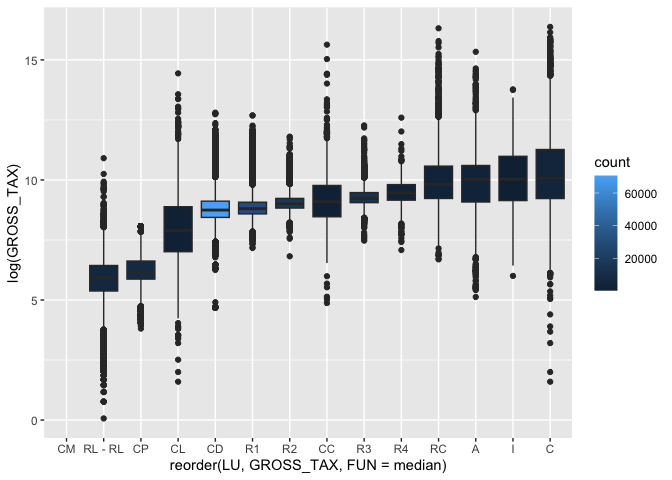 15
10
5
0
log(GROSS_TAX)
CM RL - RL CP CL CD R1 R2 CC R3 R4 RC A I C
reorder(LU, GROSS_TAX, FUN = median)
count
60000
40000
20000